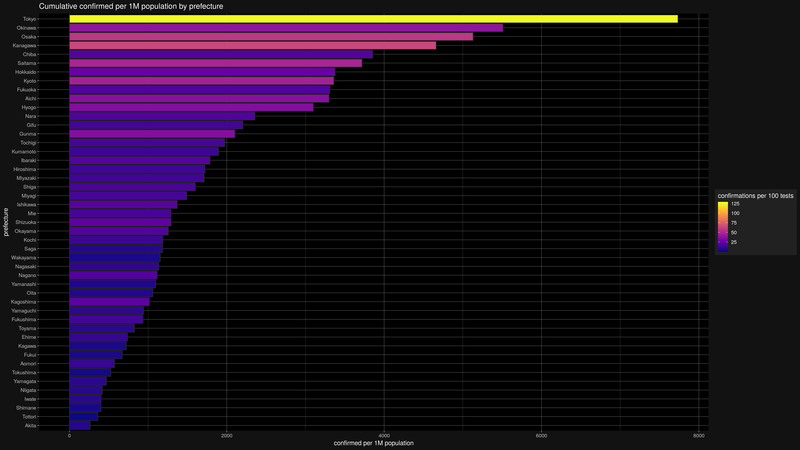 Cumulative confirmed per 1M population by prefecture
prefecture
Tokyo
Okinawa
Osaka
Kanagawa
Chiba
Saitama
Hokkaido
Kyoto
Fukuoka
Aichi
Hyogo
Nara
Gifu
Gunma
Tochigi
Kumamoto
Ibaraki
Hiroshima
Miyazaki
Shiga
Miyagi
Ishikawa
Mie
Shizuoka
Okayama
Kochi
Saga
Wakayama
Nagasaki
Nagano
Yamanashi
Oita
Kagoshima
Yamaguchi
Fukushima
Toyama
Ehime
Kagawa
Fukui
Aomori
Tokushima
Yamagata
Niigata
Iwate
Shimane
Tottori
Akita
0 2000 4000 6000 8000
confirmed per 1M population
confirmations per 100 tests
125
100
75
50
25